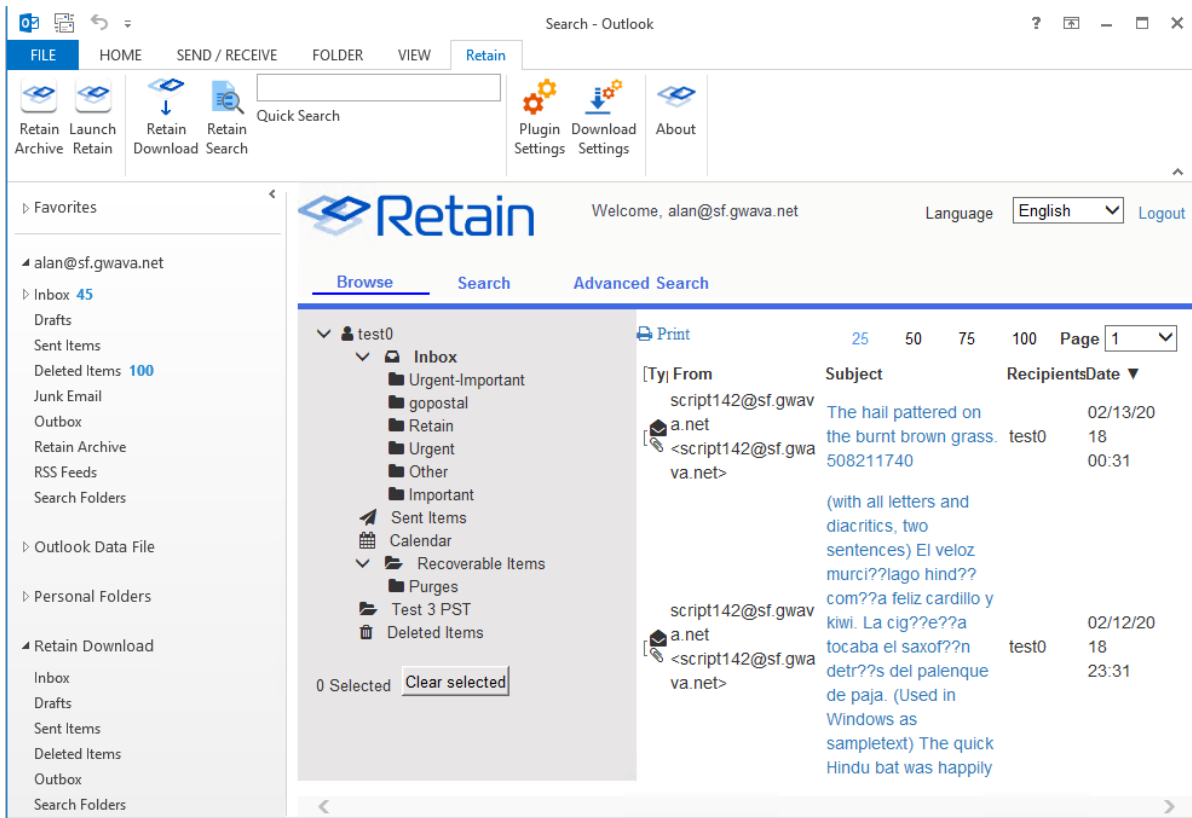 Search - Outlook
FILE HOME SEND / RECEIVE FOLDER VIEW Retain
Retain Archive
Launch Retain
Retain Download
Retain Search
Quick Search
Plugin Settings
Download Settings
About
Favorites
alan@sf.gwava.net
Inbox 45
Drafts
Sent Items
Deleted Items 100
Junk Email
Outbox
Retain Archive
RSS Feeds
Search Folders
Outlook Data File
Personal Folders
Retain Download
Inbox
Drafts
Sent Items
Deleted Items
Outbox
Search Folders
Retain
Welcome, alan@sf.gwava.net
Language English Logout
Browse Search Advanced Search
test0
Inbox
Urgent-Important
gopostal
Retain
Urgent
Other
Important
Sent Items
Calendar
Recoverable Items
Purges
Test 3 PST
Deleted Items
0 Selected Clear selected
Print 25 50 75 100 Page 1
[Ty From Subject Recipients Date ▼
script142@sf.gwav
a.net
<script142@sf.gwa
va.net>
The hail pattered on
the burnt brown grass.
508211740
test0
02/13/20
18
00:31
script142@sf.gwav
a.net
<script142@sf.gwa
va.net>
(with all letters and
diacritics, two
sentences) El veloz
murci??lago hind??
com??a feliz cardillo y
kiwi. La cig??e??a
tocaba el saxof??n
detr??s del palenque
de paja. (Used in
Windows as
sampletext) The quick
Hindu bat was happily
test0
02/12/20
18
23:31